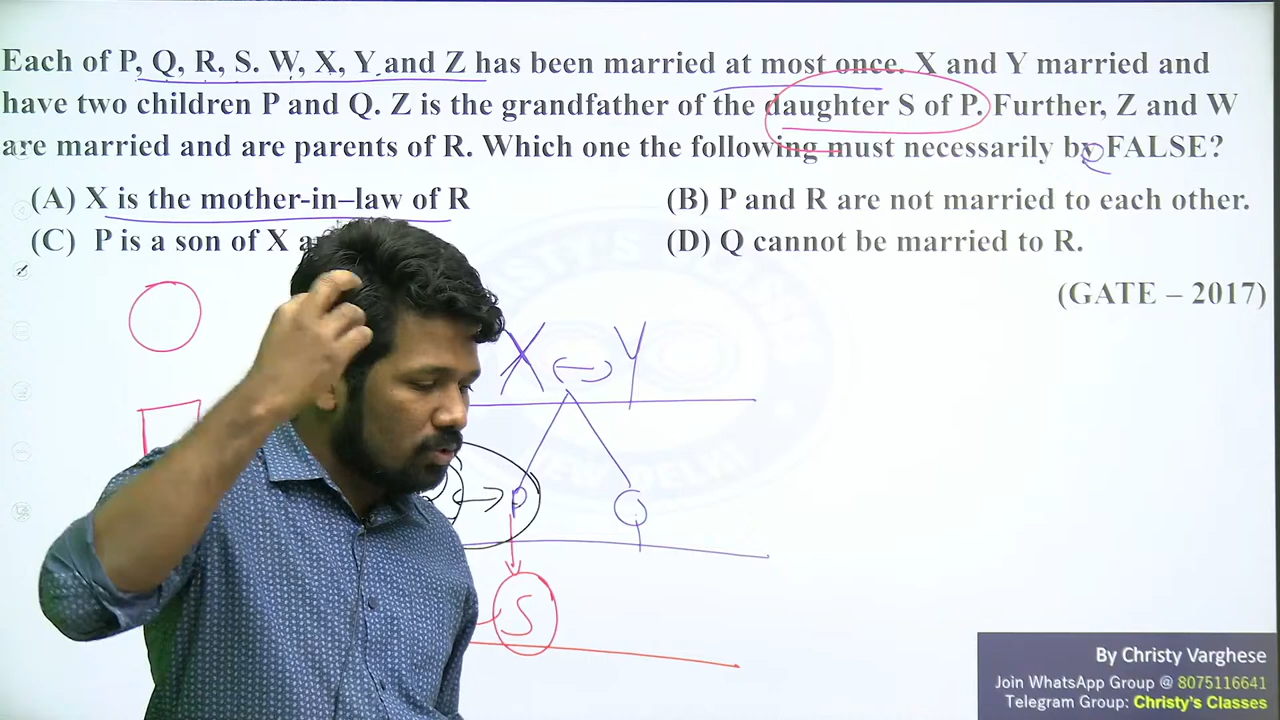 Each of P, Q, R, S. W, X, Y and Z has been married at most once. X and Y married and
have two children P and Q. Z is the grandfather of the daughter S of P. Further, Z and W
are married and are parents of R. Which one the following must necessarily by FALSE?
(A) X is the mother-in–law of R
(B) P and R are not married to each other.
(C) P is a son of X a
(D) Q cannot be married to R.
(GATE – 2017)
X Y
P Q
S
By Christy Varghese
Join WhatsApp Group @ 8075116641
Telegram Group: Christy's Classes